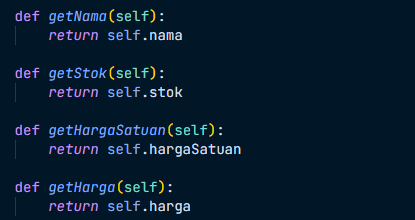 def getNama(self):
    return self.nama
def getStok(self):
    return self.stok
def getHargaSatuan(self):
    return self.hargaSatuan
def getHarga(self):
    return self.harga